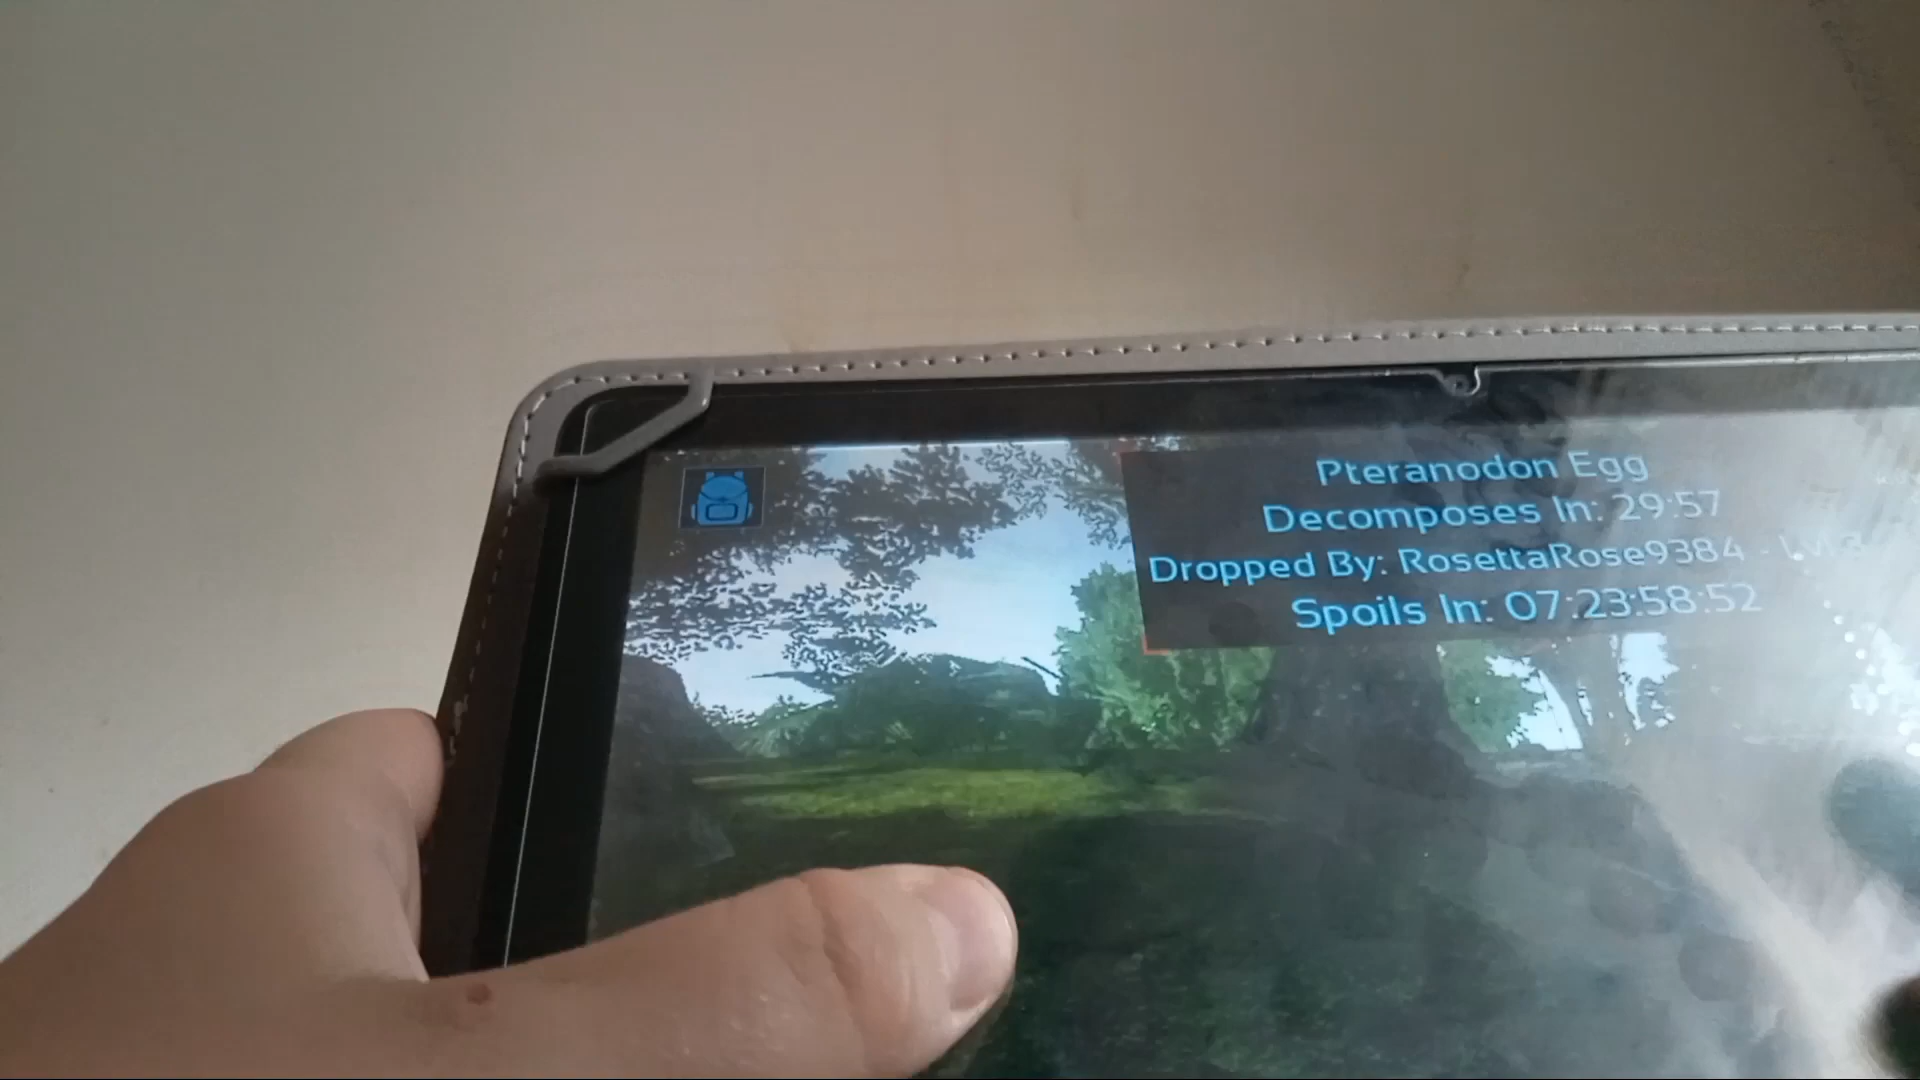 Pteranodon Egg
Decomposes In: 29:57
Dropped By: RosettaRose9384 -
Spoils In: 07:23:58:52